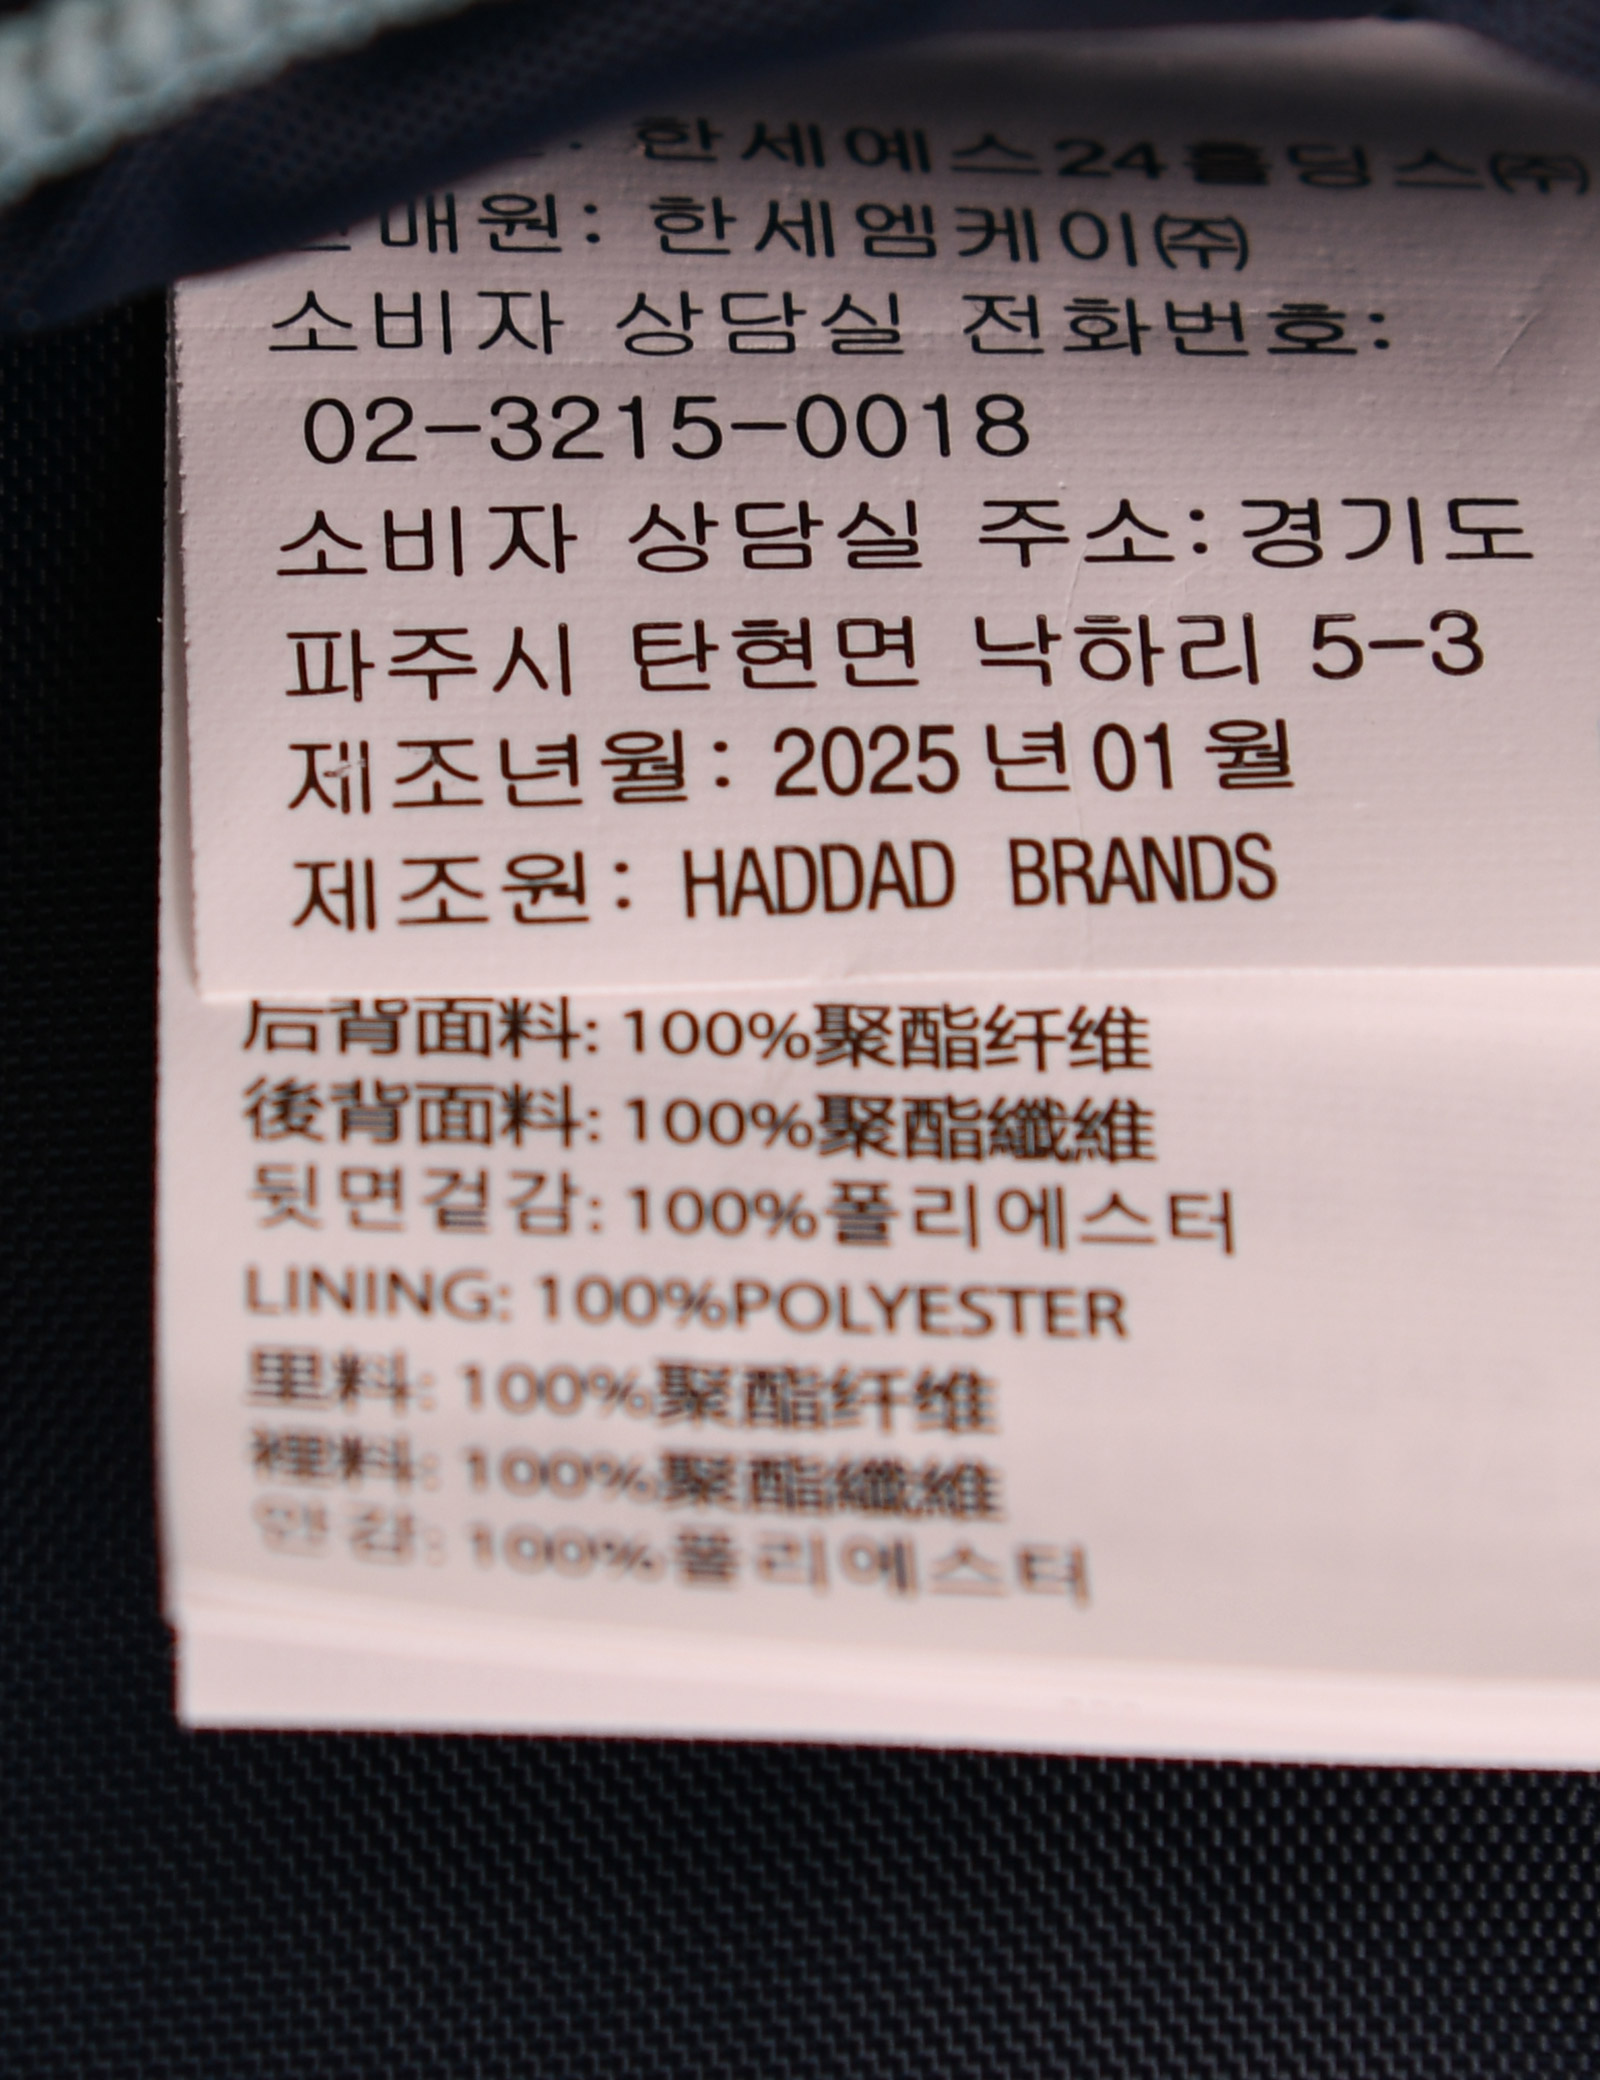 한세예스24홀딩스㈜
매원: 한세엠케이㈜
소비자 상담실 전화번호:
02-3215-0018
소비자 상담실 주소: 경기도
파주시 탄현면 낙하리 5-3
제조년월: 2025년 01월
제조원: HADDAD BRANDS
后背面料: 100%聚酯纤维
後背面料: 100%聚酯纖維
뒷면겉감: 100%폴리에스터
LINING: 100%POLYESTER
里料: 100%聚酯纤维
裡料: 100%聚酯纖維
안감: 100%폴리에스터